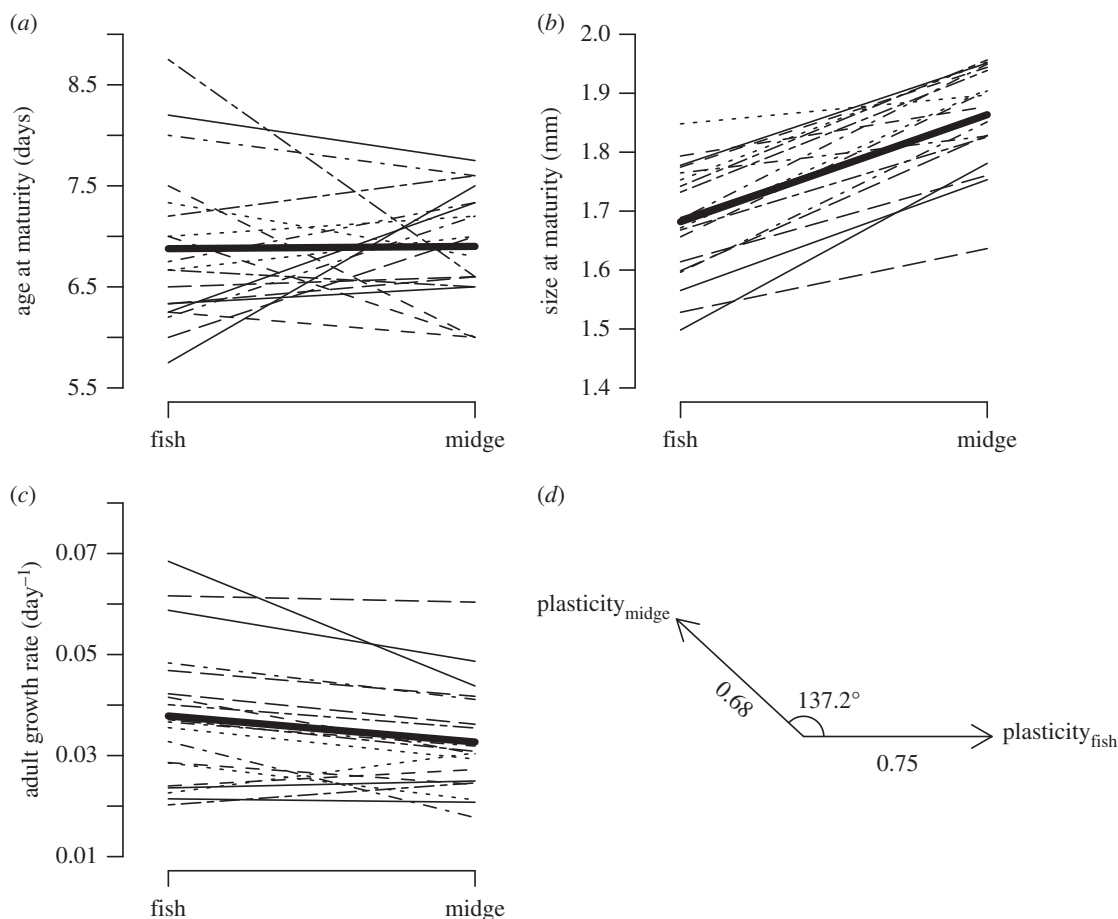 (a)
8.5
7.5
6.5
5.5
age at maturity (days)
fish midge
(b)
2.0
1.9
1.8
1.7
1.6
1.5
1.4
size at maturity (mm)
fish midge
(c)
0.07
0.05
0.03
0.01
adult growth rate (day⁻¹)
fish midge
(d)
plasticity_midge
0.68
137.2°
plasticity_fish
0.75